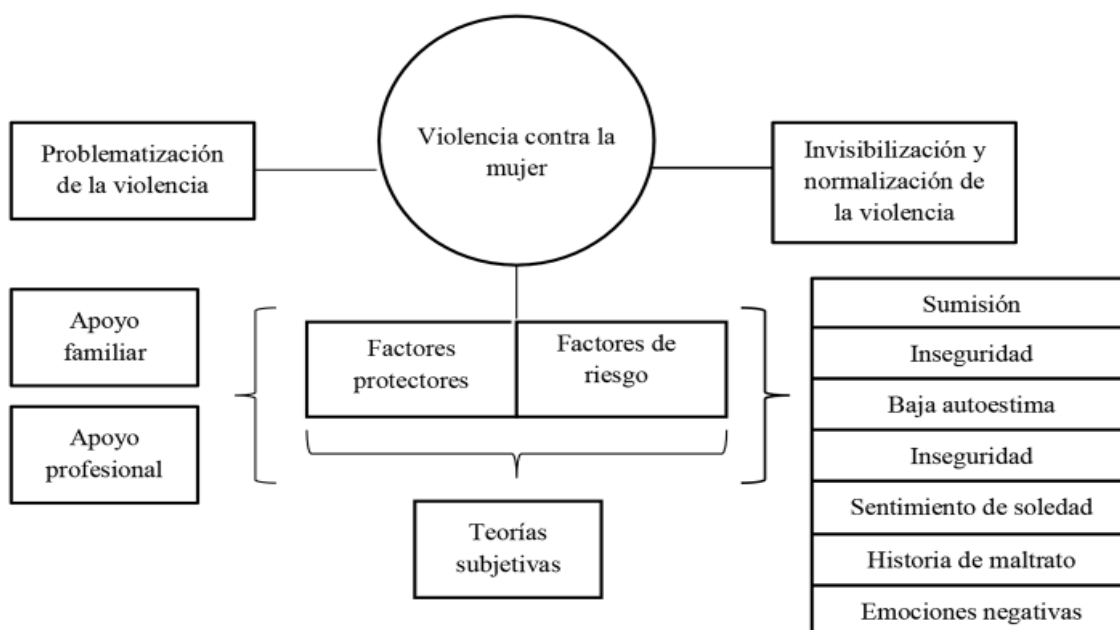 Violencia contra la
mujer
Problematización
de la violencia
Invisibilización y
normalización de
la violencia
Apoyo
familiar
Apoyo
profesional
Factores
protectores
Factores de
riesgo
Teorías
subjetivas
Sumisión
Inseguridad
Baja autoestima
Inseguridad
Sentimiento de soledad
Historia de maltrato
Emociones negativas